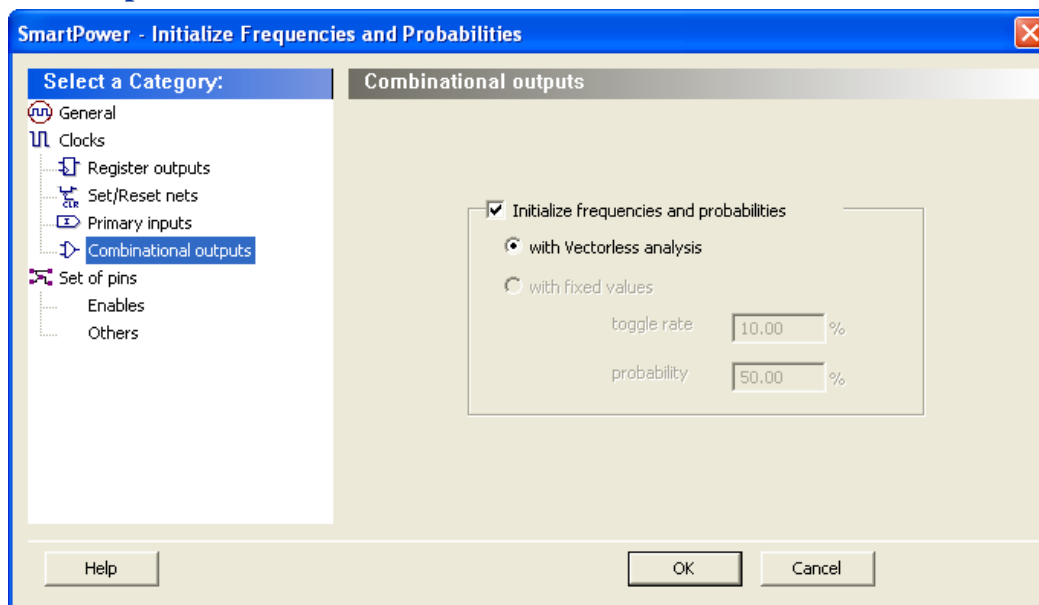 SmartPower - Initialize Frequencies and Probabilities
Select a Category:
Combinational outputs
General
Clocks
Register outputs
Set/Reset nets
CLR
Primary inputs
Combinational outputs
Initialize frequencies and probabilities
with Vectorless analysis
Set of pins
with fixed values
Enables
toggle rate 10.00 %
Others
probability 50.00 %
Help
OK
Cancel